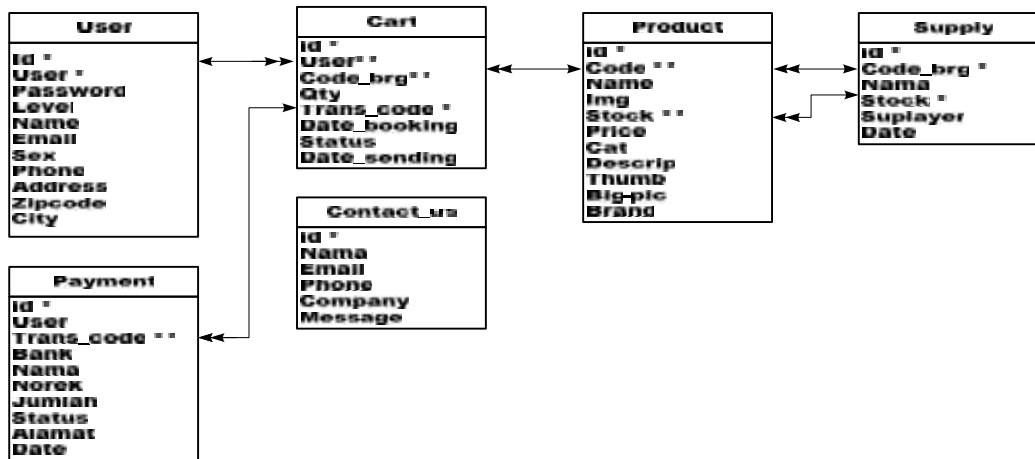 User
Id *
User *
Password
Level
Name
Email
Sex
Phone
Address
Zipcode
City
Cart
id *
User**
Code_brg**
Qty
Trans_code *
Date_booking
Status
Date_sending
Product
id *
Code **
Name
Img
Stock **
Price
Cat
Descrip
Thumb
Big-pic
Brand
Supply
id *
Code_brg *
Nama
Stock *
Suplayer
Date
Contact_us
id *
Nama
Email
Phone
Company
Message
Payment
id *
User
Trans_code **
Bank
Nama
Norek
Jumlah
Status
Alamat
Date